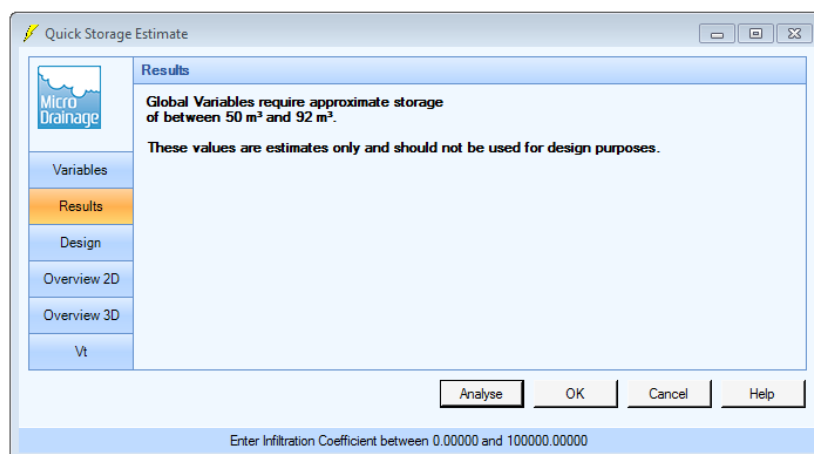 Quick Storage Estimate
Micro
Drainage
Variables
Results
Design
Overview 2D
Overview 3D
Vt
Results
Global Variables require approximate storage
of between 50 m³ and 92 m³.
These values are estimates only and should not be used for design purposes.
Analyse
OK
Cancel
Help
Enter Infiltration Coefficient between 0.00000 and 100000.00000